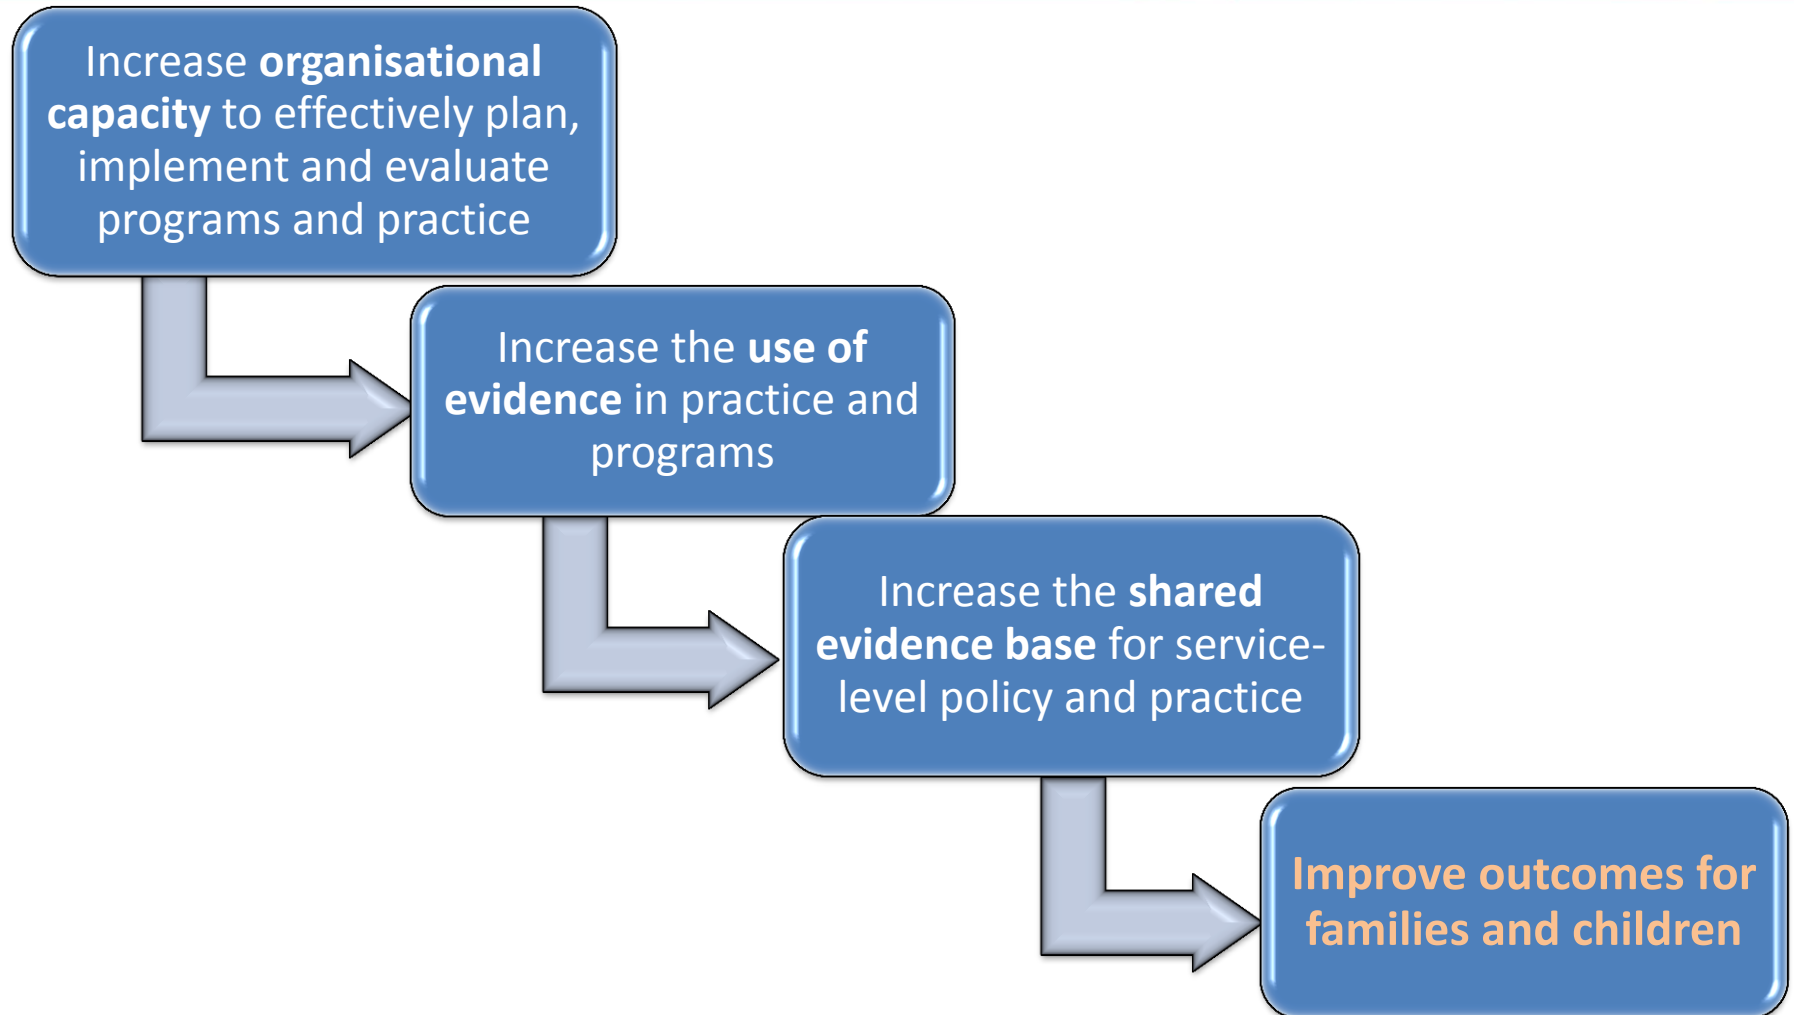 Increase organisational
capacity to effectively plan,
implement and evaluate
programs and practice
Increase the use of
evidence in practice and
programs
Increase the shared
evidence base for service-
level policy and practice
Improve outcomes for
families and children